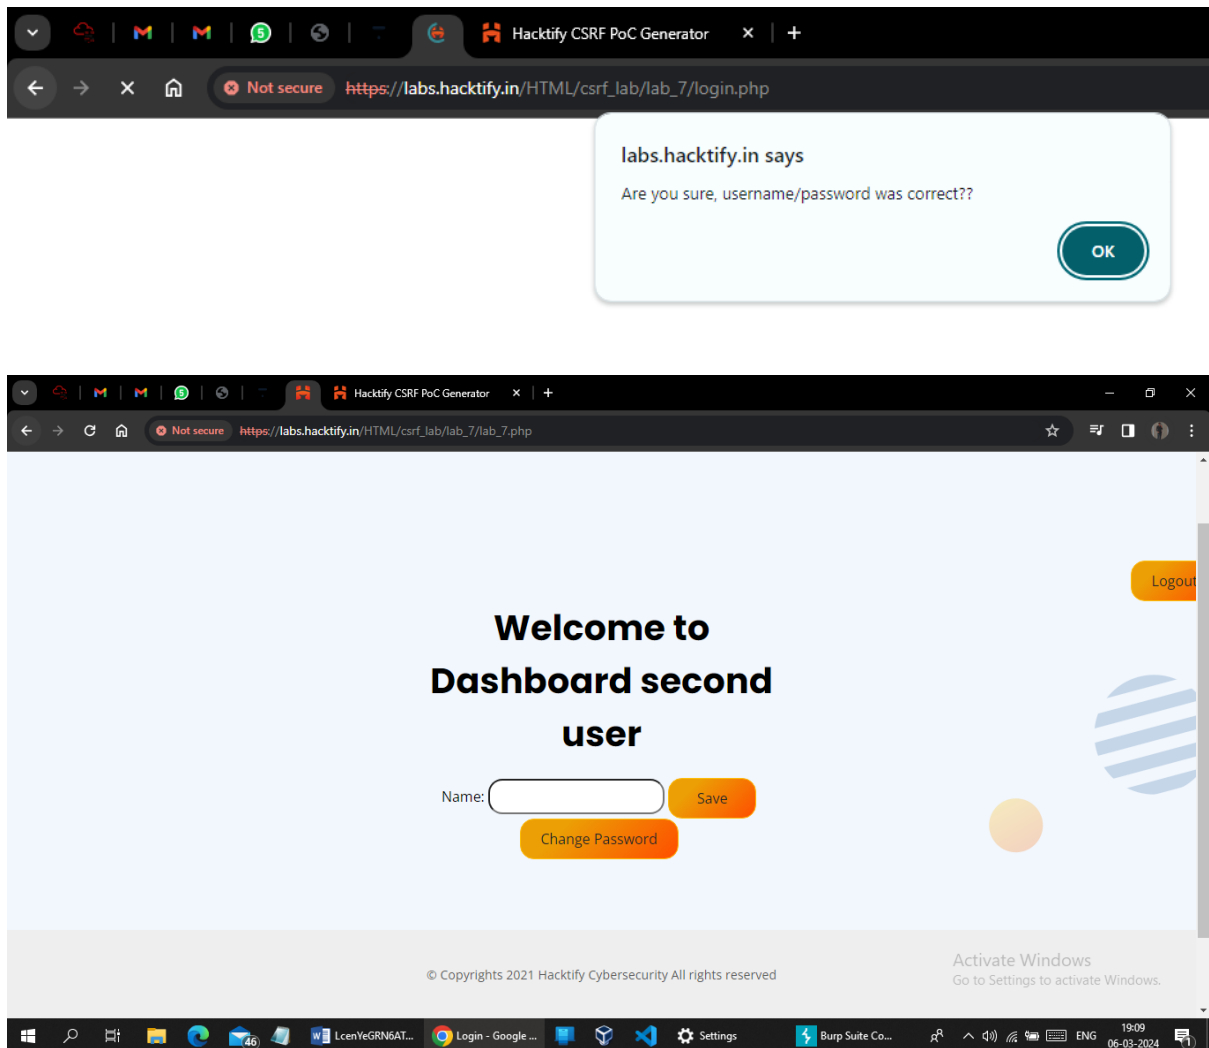 Hacktify CSRF PoC Generator
Not secure https://labs.hacktify.in/HTML/csrf_lab/lab_7/login.php
labs.hacktify.in says
Are you sure, username/password was correct??
OK
Hacktify CSRF PoC Generator
Not secure https://labs.hacktify.in/HTML/csrf_lab/lab_7/lab_7.php
Logout
Welcome to
Dashboard second
user
Name: Save
Change Password
© Copyrights 2021 Hacktify Cybersecurity All rights reserved
Activate Windows
Go to Settings to activate Windows.
46 LcenYeGRN6AT... Login - Google ... Settings Burp Suite Co... ENG 19:09
06-03-2024 1